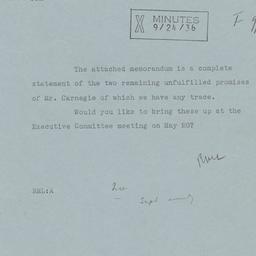 X MINUTES
9/24/36
F
The attached memorandum is a complete
statement of the two remaining unfulfilled promises
of Mr. Carnegie of which we have any trace.
Would you like to bring these up at the
Executive Committee meeting on May 20?
RML:A
Sept